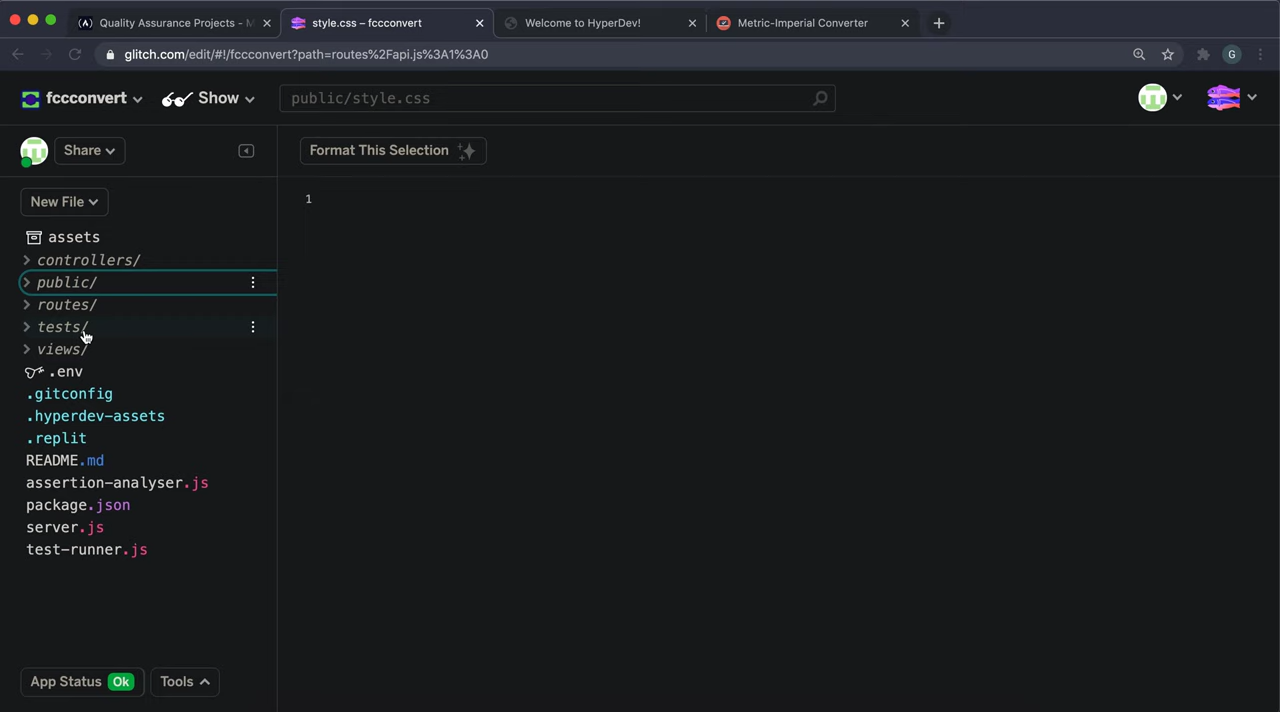 Quality Assurance Projects - M
style.css – fccconvert
Welcome to HyperDev!
Metric-Imperial Converter
glitch.com/edit/#!/fccconvert?path=routes%2Fapi.js%3A1%3A0
G
fccconvert
Show
public/style.css
Share
Format This Selection
New File
1
assets
controllers/
public/
routes/
tests/
views/
.env
.gitconfig
.hyperdev-assets
.replit
README.md
assertion-analyser.js
package.json
server.js
test-runner.js
App Status Ok
Tools